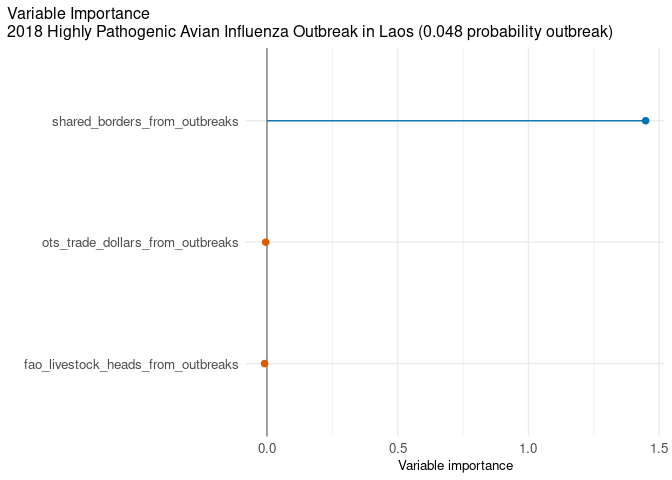 Variable Importance
2018 Highly Pathogenic Avian Influenza Outbreak in Laos (0.048 probability outbreak)
shared_borders_from_outbreaks
ots_trade_dollars_from_outbreaks
fao_livestock_heads_from_outbreaks
0.0 0.5 1.0 1.5
Variable importance